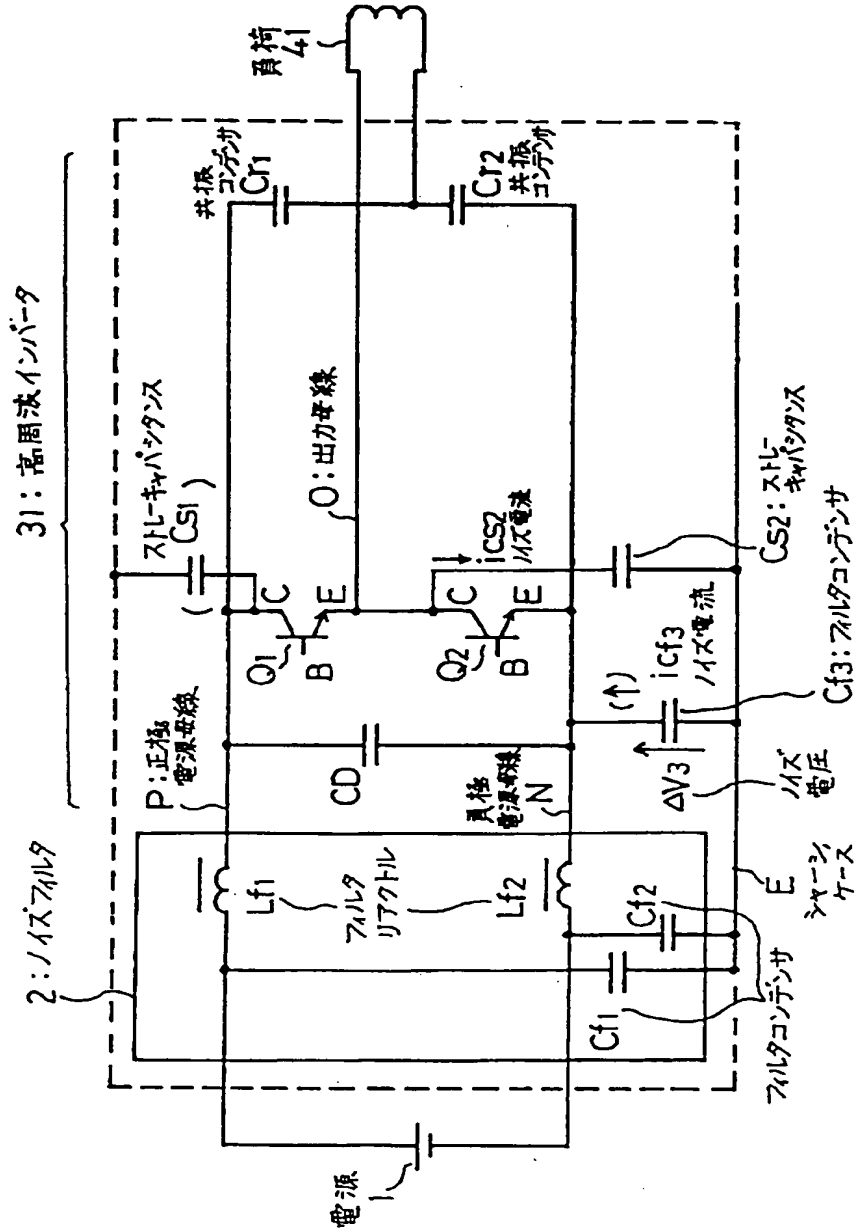 31：高周波インバータ
2：ノイズフィルタ
電源
1
P：正極
電源母線
Lf1
フィルタ
リアクトル
Lf2
負極
電源母線
N
Cf1
Cf2
フィルタコンデンサ
CD
ストレーキャパシタンス
( Cs1 )
Q1
C
B
E
Q2
C
B
E
O：出力母線
ics2
ノイズ電流
(↑)
icf3
ノイズ電流
ΔV3
ノイズ
電圧
E
シャーシ
ケース
Cf3：フィルタコンデンサ
Cs2：ストレー
キャパシタンス
共振
コンデンサ
Cr1
Cr2
共振
コンデンサ
負荷
41